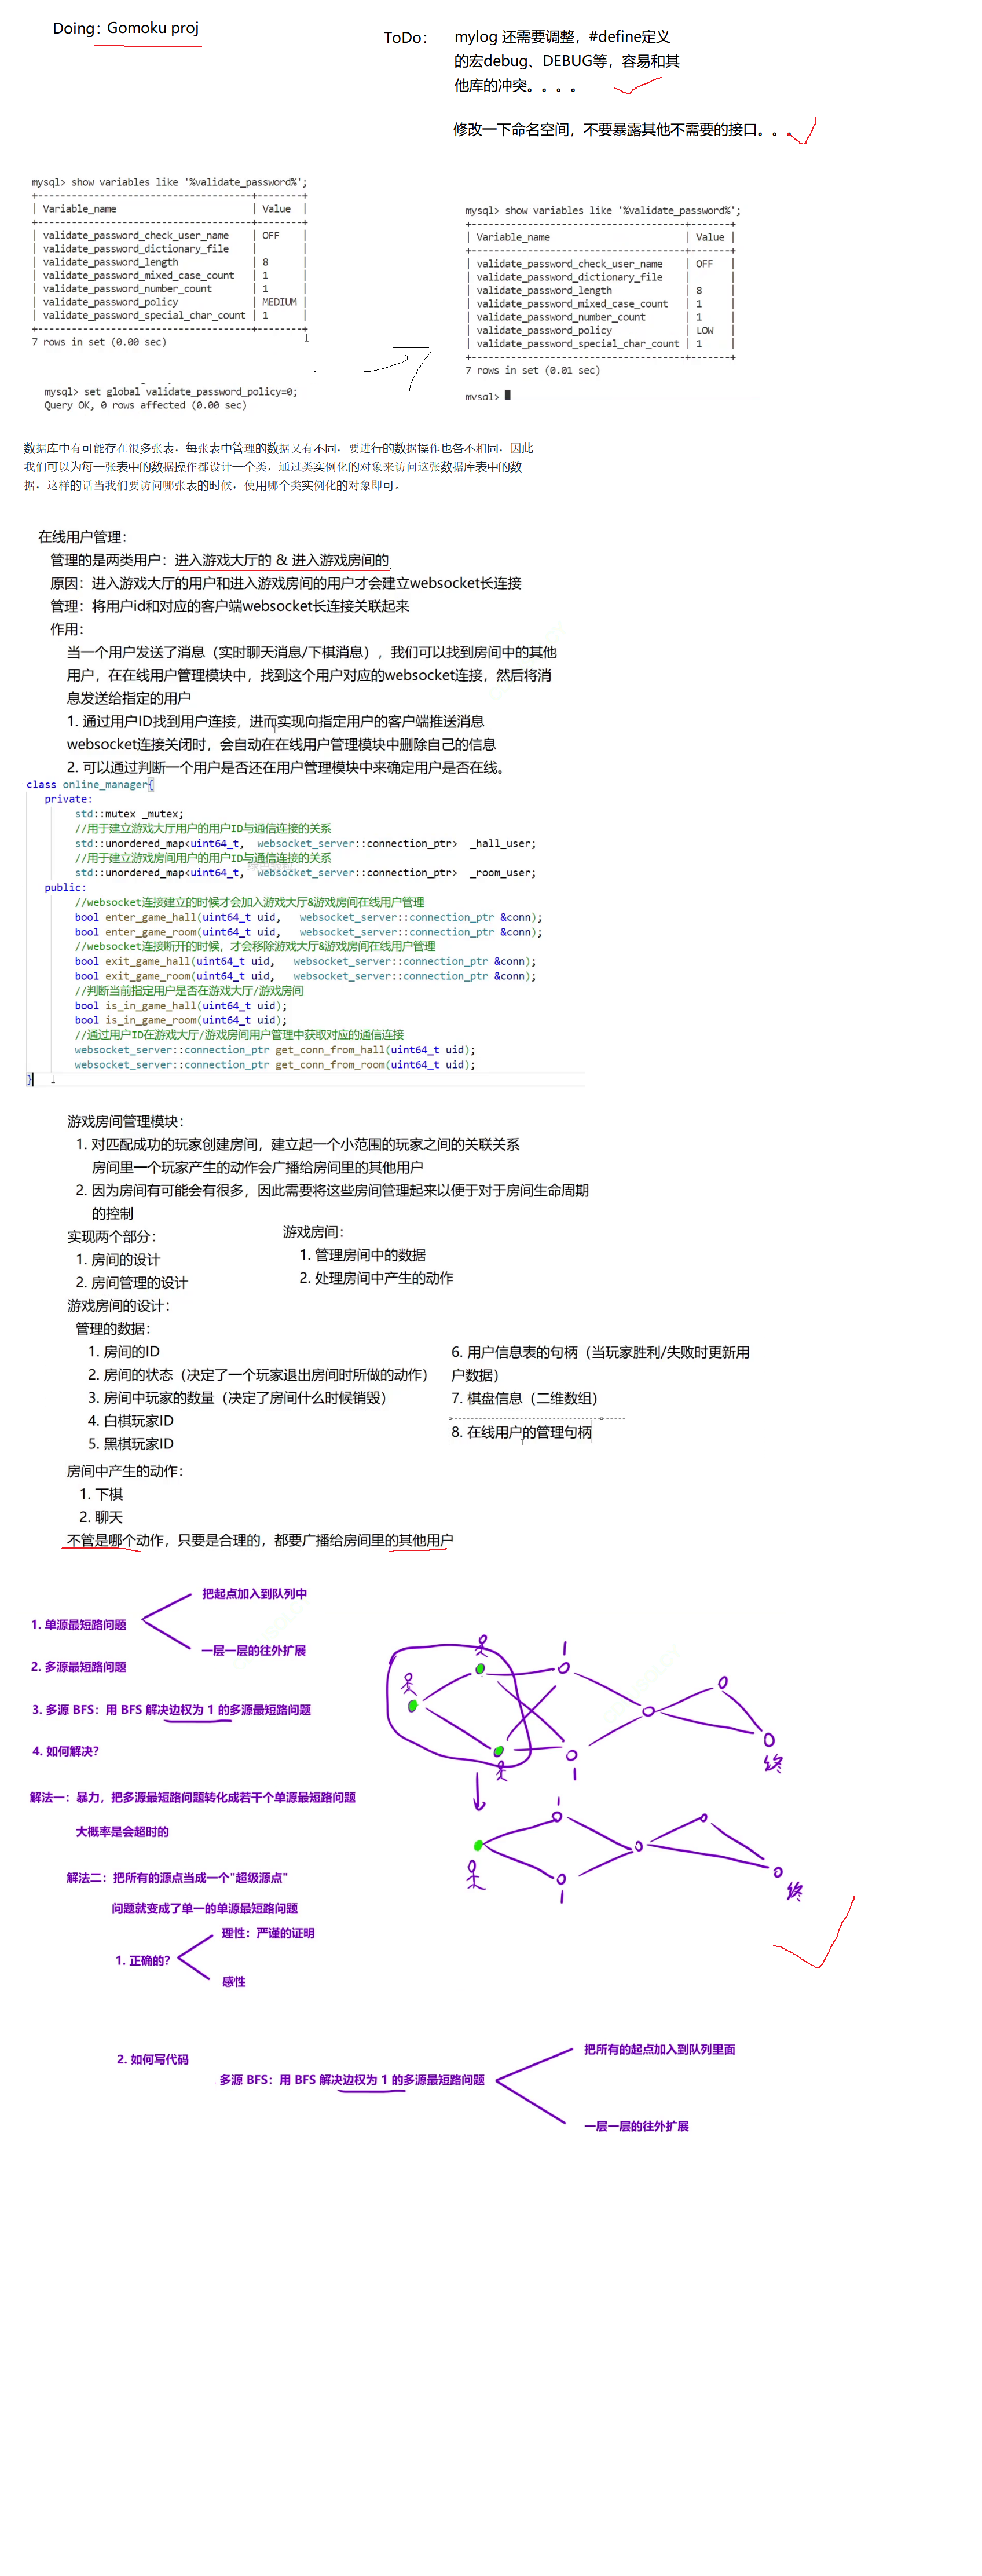 Doing：Gomoku proj
ToDo：
mylog 还需要调整，#define定义
的宏debug、DEBUG等，容易和其
他库的冲突。。。。
修改一下命名空间，不要暴露其他不需要的接口。。。
mysql> show variables like '%validate_password%';
+--------------------------------------+--------+
| Variable_name                        | Value  |
+--------------------------------------+--------+
| validate_password_check_user_name    | OFF    |
| validate_password_dictionary_file    |        |
| validate_password_length             | 8      |
| validate_password_mixed_case_count   | 1      |
| validate_password_number_count       | 1      |
| validate_password_policy             | MEDIUM |
| validate_password_special_char_count | 1      |
+--------------------------------------+--------+
7 rows in set (0.00 sec)
mysql> set global validate_password_policy=0;
Query OK, 0 rows affected (0.00 sec)
mysql> show variables like '%validate_password%';
+--------------------------------------+-------+
| Variable_name                        | Value |
+--------------------------------------+-------+
| validate_password_check_user_name    | OFF   |
| validate_password_dictionary_file    |       |
| validate_password_length             | 8     |
| validate_password_mixed_case_count   | 1     |
| validate_password_number_count       | 1     |
| validate_password_policy             | LOW   |
| validate_password_special_char_count | 1     |
+--------------------------------------+-------+
7 rows in set (0.01 sec)
mysql>
数据库中有可能存在很多张表，每张表中管理的数据又有不同，要进行的数据操作也各不相同，因此
我们可以为每一张表中的数据操作都设计一个类，通过类实例化的对象来访问这张数据库表中的数
据，这样的话当我们要访问哪张表的时候，使用哪个类实例化的对象即可。
在线用户管理：
管理的是两类用户：进入游戏大厅的 & 进入游戏房间的
原因：进入游戏大厅的用户和进入游戏房间的用户才会建立websocket长连接
管理：将用户id和对应的客户端websocket长连接关联起来
作用：
当一个用户发送了消息（实时聊天消息/下棋消息），我们可以找到房间中的其他
用户，在在线用户管理模块中，找到这个用户对应的websocket连接，然后将消
息发送给指定的用户
1. 通过用户ID找到用户连接，进而实现向指定用户的客户端推送消息
websocket连接关闭时，会自动在在线用户管理模块中删除自己的信息
2. 可以通过判断一个用户是否还在用户管理模块中来确定用户是否在线。
class online_manager{
private:
std::mutex _mutex;
//用于建立游戏大厅用户的用户ID与通信连接的关系
std::unordered_map<uint64_t,  websocket_server::connection_ptr>  _hall_user;
//用于建立游戏房间用户的用户ID与通信连接的关系
std::unordered_map<uint64_t,  websocket_server::connection_ptr>  _room_user;
public:
//websocket连接建立的时候才会加入游戏大厅&游戏房间在线用户管理
bool enter_game_hall(uint64_t uid,   websocket_server::connection_ptr &conn);
bool enter_game_room(uint64_t uid,   websocket_server::connection_ptr &conn);
//websocket连接断开的时候，才会移除游戏大厅&游戏房间在线用户管理
bool exit_game_hall(uint64_t uid,   websocket_server::connection_ptr &conn);
bool exit_game_room(uint64_t uid,   websocket_server::connection_ptr &conn);
//判断当前指定用户是否在游戏大厅/游戏房间
bool is_in_game_hall(uint64_t uid);
bool is_in_game_room(uint64_t uid);
//通过用户ID在游戏大厅/游戏房间用户管理中获取对应的通信连接
websocket_server::connection_ptr get_conn_from_hall(uint64_t uid);
websocket_server::connection_ptr get_conn_from_room(uint64_t uid);
}
游戏房间管理模块：
1. 对匹配成功的玩家创建房间，建立起一个小范围的玩家之间的关联关系
房间里一个玩家产生的动作会广播给房间里的其他用户
2. 因为房间有可能会有很多，因此需要将这些房间管理起来以便于对于房间生命周期
的控制
实现两个部分：
1. 房间的设计
2. 房间管理的设计
游戏房间：
1. 管理房间中的数据
2. 处理房间中产生的动作
游戏房间的设计：
管理的数据：
1. 房间的ID
2. 房间的状态（决定了一个玩家退出房间时所做的动作）
3. 房间中玩家的数量（决定了房间什么时候销毁）
4. 白棋玩家ID
5. 黑棋玩家ID
6. 用户信息表的句柄（当玩家胜利/失败时更新用
户数据）
7. 棋盘信息（二维数组）
8. 在线用户的管理句柄
房间中产生的动作：
1. 下棋
2. 聊天
不管是哪个动作，只要是合理的，都要广播给房间里的其他用户
1. 单源最短路问题
把起点加入到队列中
一层一层的往外扩展
2. 多源最短路问题
3. 多源 BFS：用 BFS 解决边权为 1 的多源最短路问题
4. 如何解决？
解法一：暴力，把多源最短路问题转化成若干个单源最短路问题
大概率是会超时的
解法二：把所有的源点当成一个"超级源点"
问题就变成了单一的单源最短路问题
1
1
终
1
1
终
1. 正确的？
理性：严谨的证明
感性
2. 如何写代码
多源 BFS：用 BFS 解决边权为 1 的多源最短路问题
把所有的起点加入到队列里面
一层一层的往外扩展